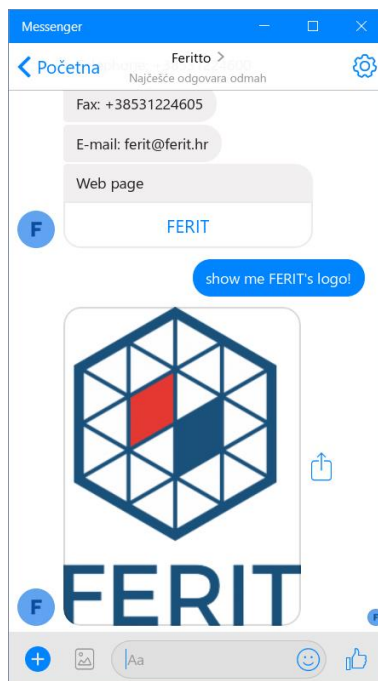 Messenger
Početna
Feritto >
Najčešće odgovara odmah
Fax: +38531224605
E-mail: ferit@ferit.hr
Web page
F
FERIT
show me FERIT's logo!
FERIT
F
F
Aa